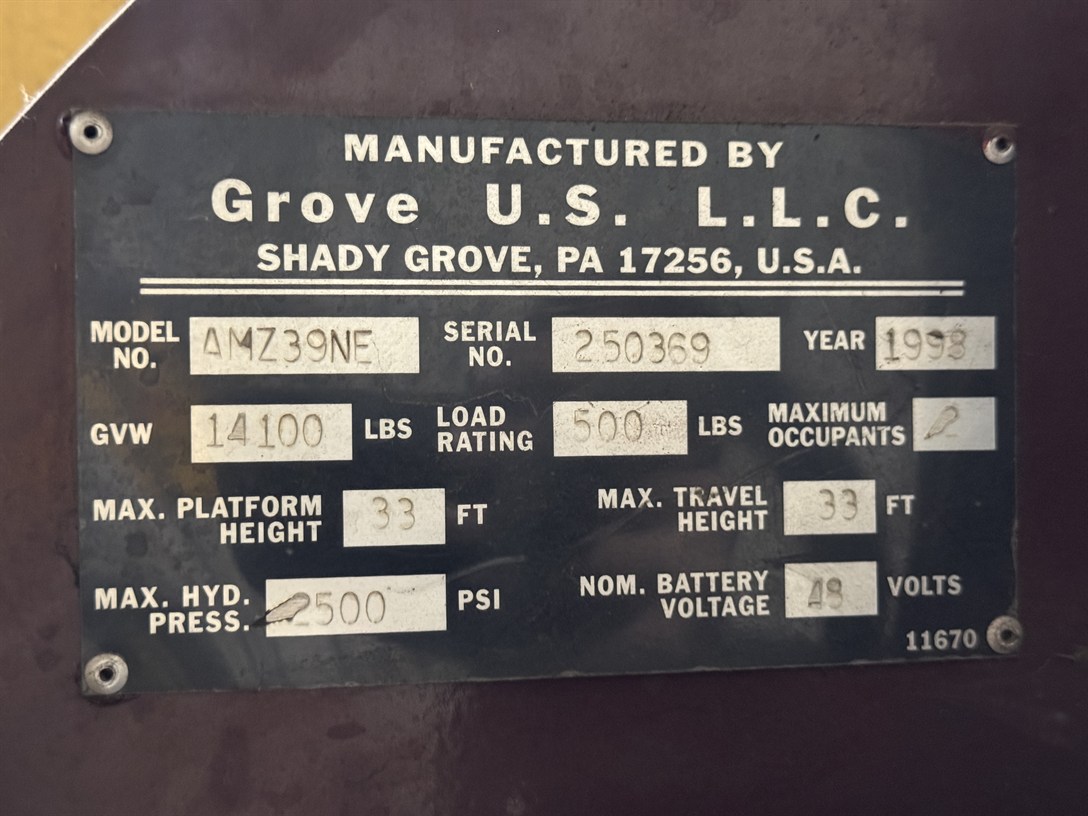 MANUFACTURED BY
Grove U.S. L.L.C.
SHADY GROVE, PA 17256, U.S.A.
MODEL NO. AMZ39NE SERIAL NO. 250369 YEAR 1998
GVW 14100 LBS LOAD RATING 500 LBS MAXIMUM OCCUPANTS 2
MAX. PLATFORM HEIGHT 33 FT MAX. TRAVEL HEIGHT 33 FT
MAX. HYD. PRESS. 2500 PSI NOM. BATTERY VOLTAGE 48 VOLTS
11670